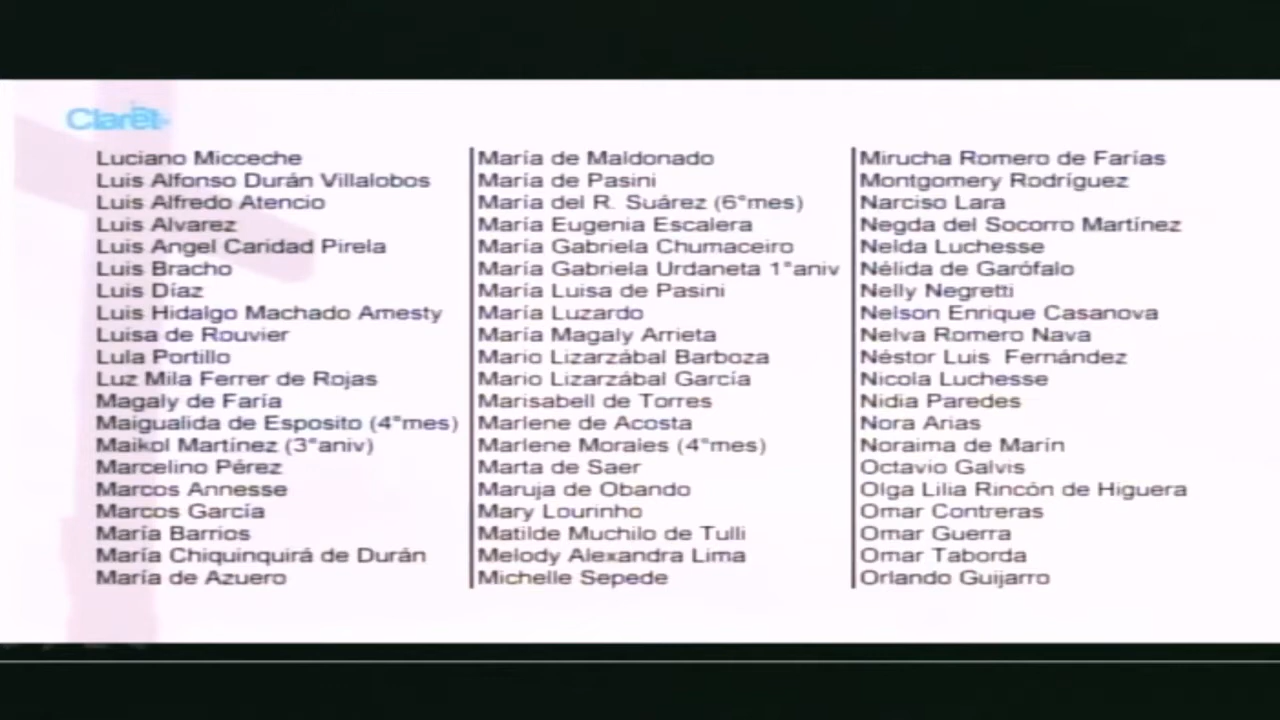 Claret
Luciano Micceche
Luis Alfonso Durán Villalobos
Luis Alfredo Atencio
Luis Alvarez
Luis Angel Caridad Pirela
Luis Bracho
Luis Díaz
Luis Hidalgo Machado Amesty
Luisa de Rouvier
Lula Portillo
Luz Mila Ferrer de Rojas
Magaly de Faría
Maigualida de Esposito (4°mes)
Maikol Martínez (3°aniv)
Marcelino Pérez
Marcos Annesse
Marcos García
María Barrios
María Chiquinquirá de Durán
María de Azuero
María de Maldonado
María de Pasini
María del R. Suárez (6°mes)
María Eugenia Escalera
María Gabriela Chumaceiro
María Gabriela Urdaneta 1°aniv
María Luisa de Pasini
María Luzardo
María Magaly Arrieta
Mario Lizarzábal Barboza
Mario Lizarzábal García
Marisabell de Torres
Marlene de Acosta
Marlene Morales (4°mes)
Marta de Saer
Maruja de Obando
Mary Lourinho
Matilde Muchilo de Tulli
Melody Alexandra Lima
Michelle Sepede
Mirucha Romero de Farías
Montgomery Rodríguez
Narciso Lara
Negda del Socorro Martínez
Nelda Luchesse
Nélida de Garófalo
Nelly Negretti
Nelson Enrique Casanova
Nelva Romero Nava
Néstor Luis  Fernández
Nicola Luchesse
Nidia Paredes
Nora Arias
Noraima de Marín
Octavio Galvis
Olga Lilia Rincón de Higuera
Omar Contreras
Omar Guerra
Omar Taborda
Orlando Guijarro